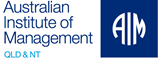 Australian
Institute of
Management
QLD & NT
AIM